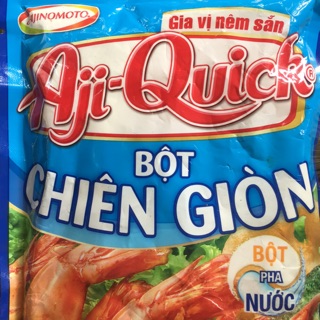 AJINOMOTO
Gia vị nêm sẵn
Aji-Quick®
BỘT
CHIÊN GIÒN
BỘT
PHA
NƯỚC